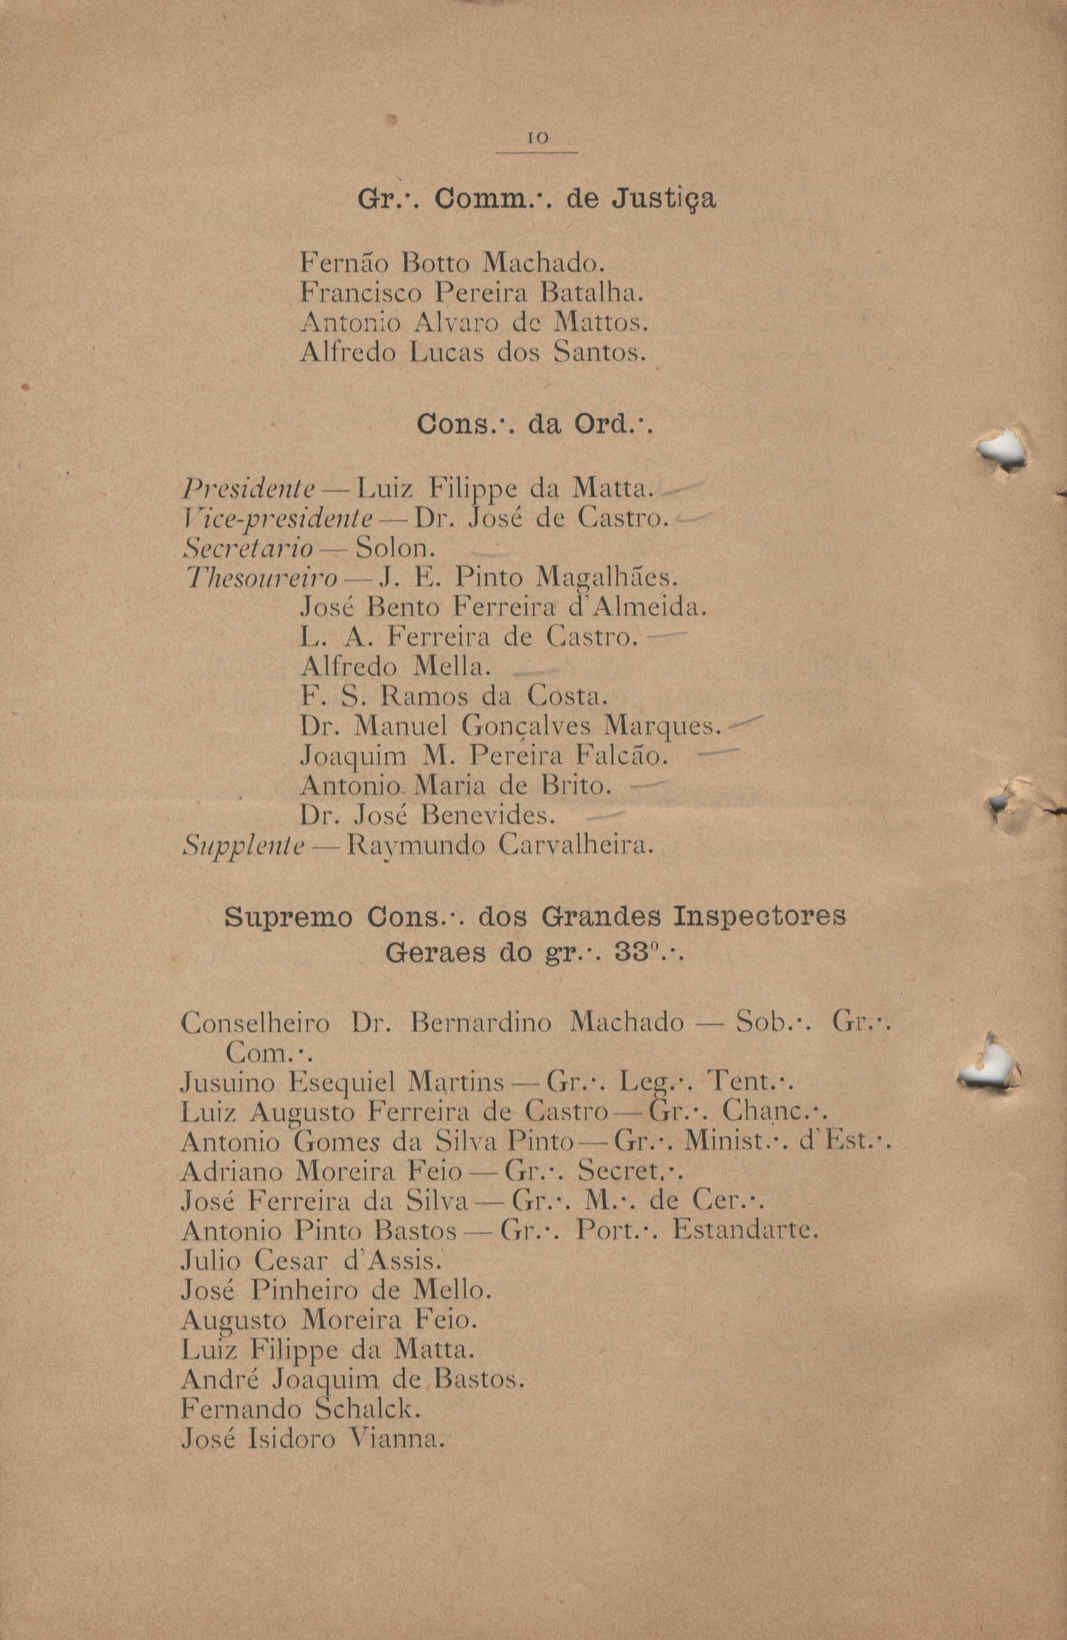 10
Gr.·. Comm.·. de Justiça
Fernão Botto Machado.
Francisco Pereira Batalha.
Antonio Alvaro de Mattos.
Alfredo Lucas dos Santos.
Cons.·. da Ord.·.
Presidente — Luiz Filippe da Matta.
Vice-presidente — Dr. José de Castro.
Secretario — Solon.
Thesoureiro — J. E. Pinto Magalhães.
José Bento Ferreira d'Almeida.
L. A. Ferreira de Castro.
Alfredo Mella.
F. S. Ramos da Costa.
Dr. Manuel Gonçalves Marques.
Joaquim M. Pereira Falcão.
Antonio Maria de Brito.
Dr. José Benevides.
Supplente — Raymundo Carvalheira.
Supremo Cons.·. dos Grandes Inspectores
Geraes do gr.·. 33º.·.
Conselheiro Dr. Bernardino Machado — Sob.·. Gr.·.
Com.·.
Jusuino Esequiel Martins — Gr.·. Leg.·. Tent.·.
Luiz Augusto Ferreira de Castro — Gr.·. Chanc.·.
Antonio Gomes da Silva Pinto — Gr.·. Minist.·. d'Est.·.
Adriano Moreira Feio — Gr.·. Secret.·.
José Ferreira da Silva — Gr.·. M.·. de Cer.·.
Antonio Pinto Bastos — Gr.·. Port.·. Estandarte.
Julio Cesar d'Assis.
José Pinheiro de Mello.
Augusto Moreira Feio.
Luiz Filippe da Matta.
André Joaquim de Bastos.
Fernando Schalck.
José Isidoro Vianna.